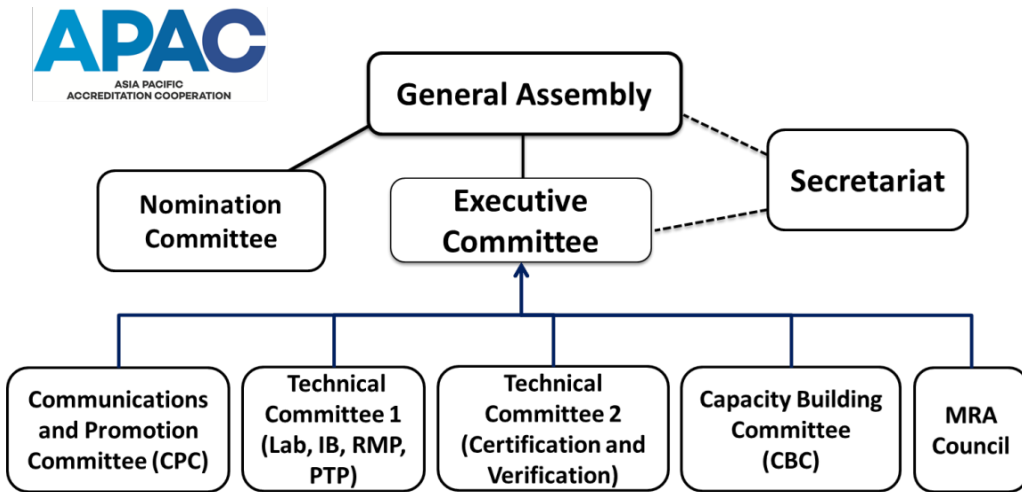 APAC
ASIA PACIFIC
ACCREDITATION COOPERATION
General Assembly
Nomination
Committee
Executive
Committee
Secretariat
Communications
and Promotion
Committee (CPC)
Technical
Committee 1
(Lab, IB, RMP,
PTP)
Technical
Committee 2
(Certification and
Verification)
Capacity Building
Committee
(CBC)
MRA
Council